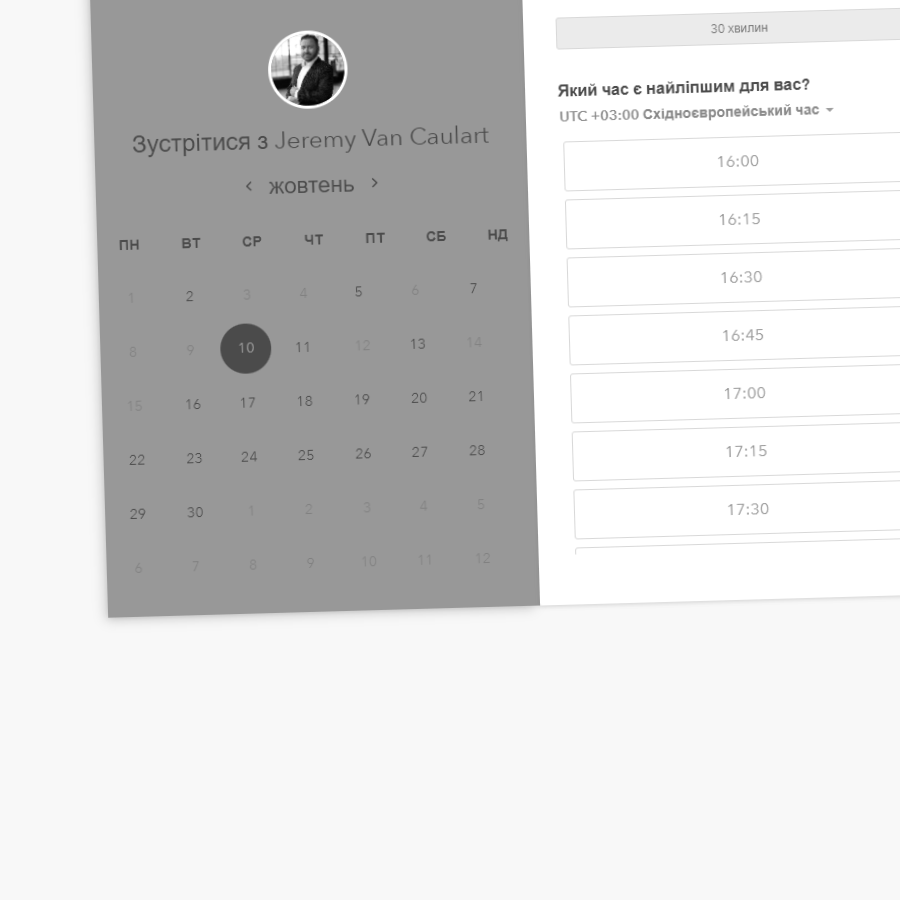 Зустрітися з Jeremy Van Caulart
жовтень
ПН ВТ СР ЧТ ПТ СБ НД
1 2 3 4 5 6 7
8 9 10 11 12 13 14
15 16 17 18 19 20 21
22 23 24 25 26 27 28
29 30 1 2 3 4 5
6 7 8 9 10 11 12
30 хвилин
Який час є найліпшим для вас?
UTC +03:00 Східноєвропейський час
16:00
16:15
16:30
16:45
17:00
17:15
17:30